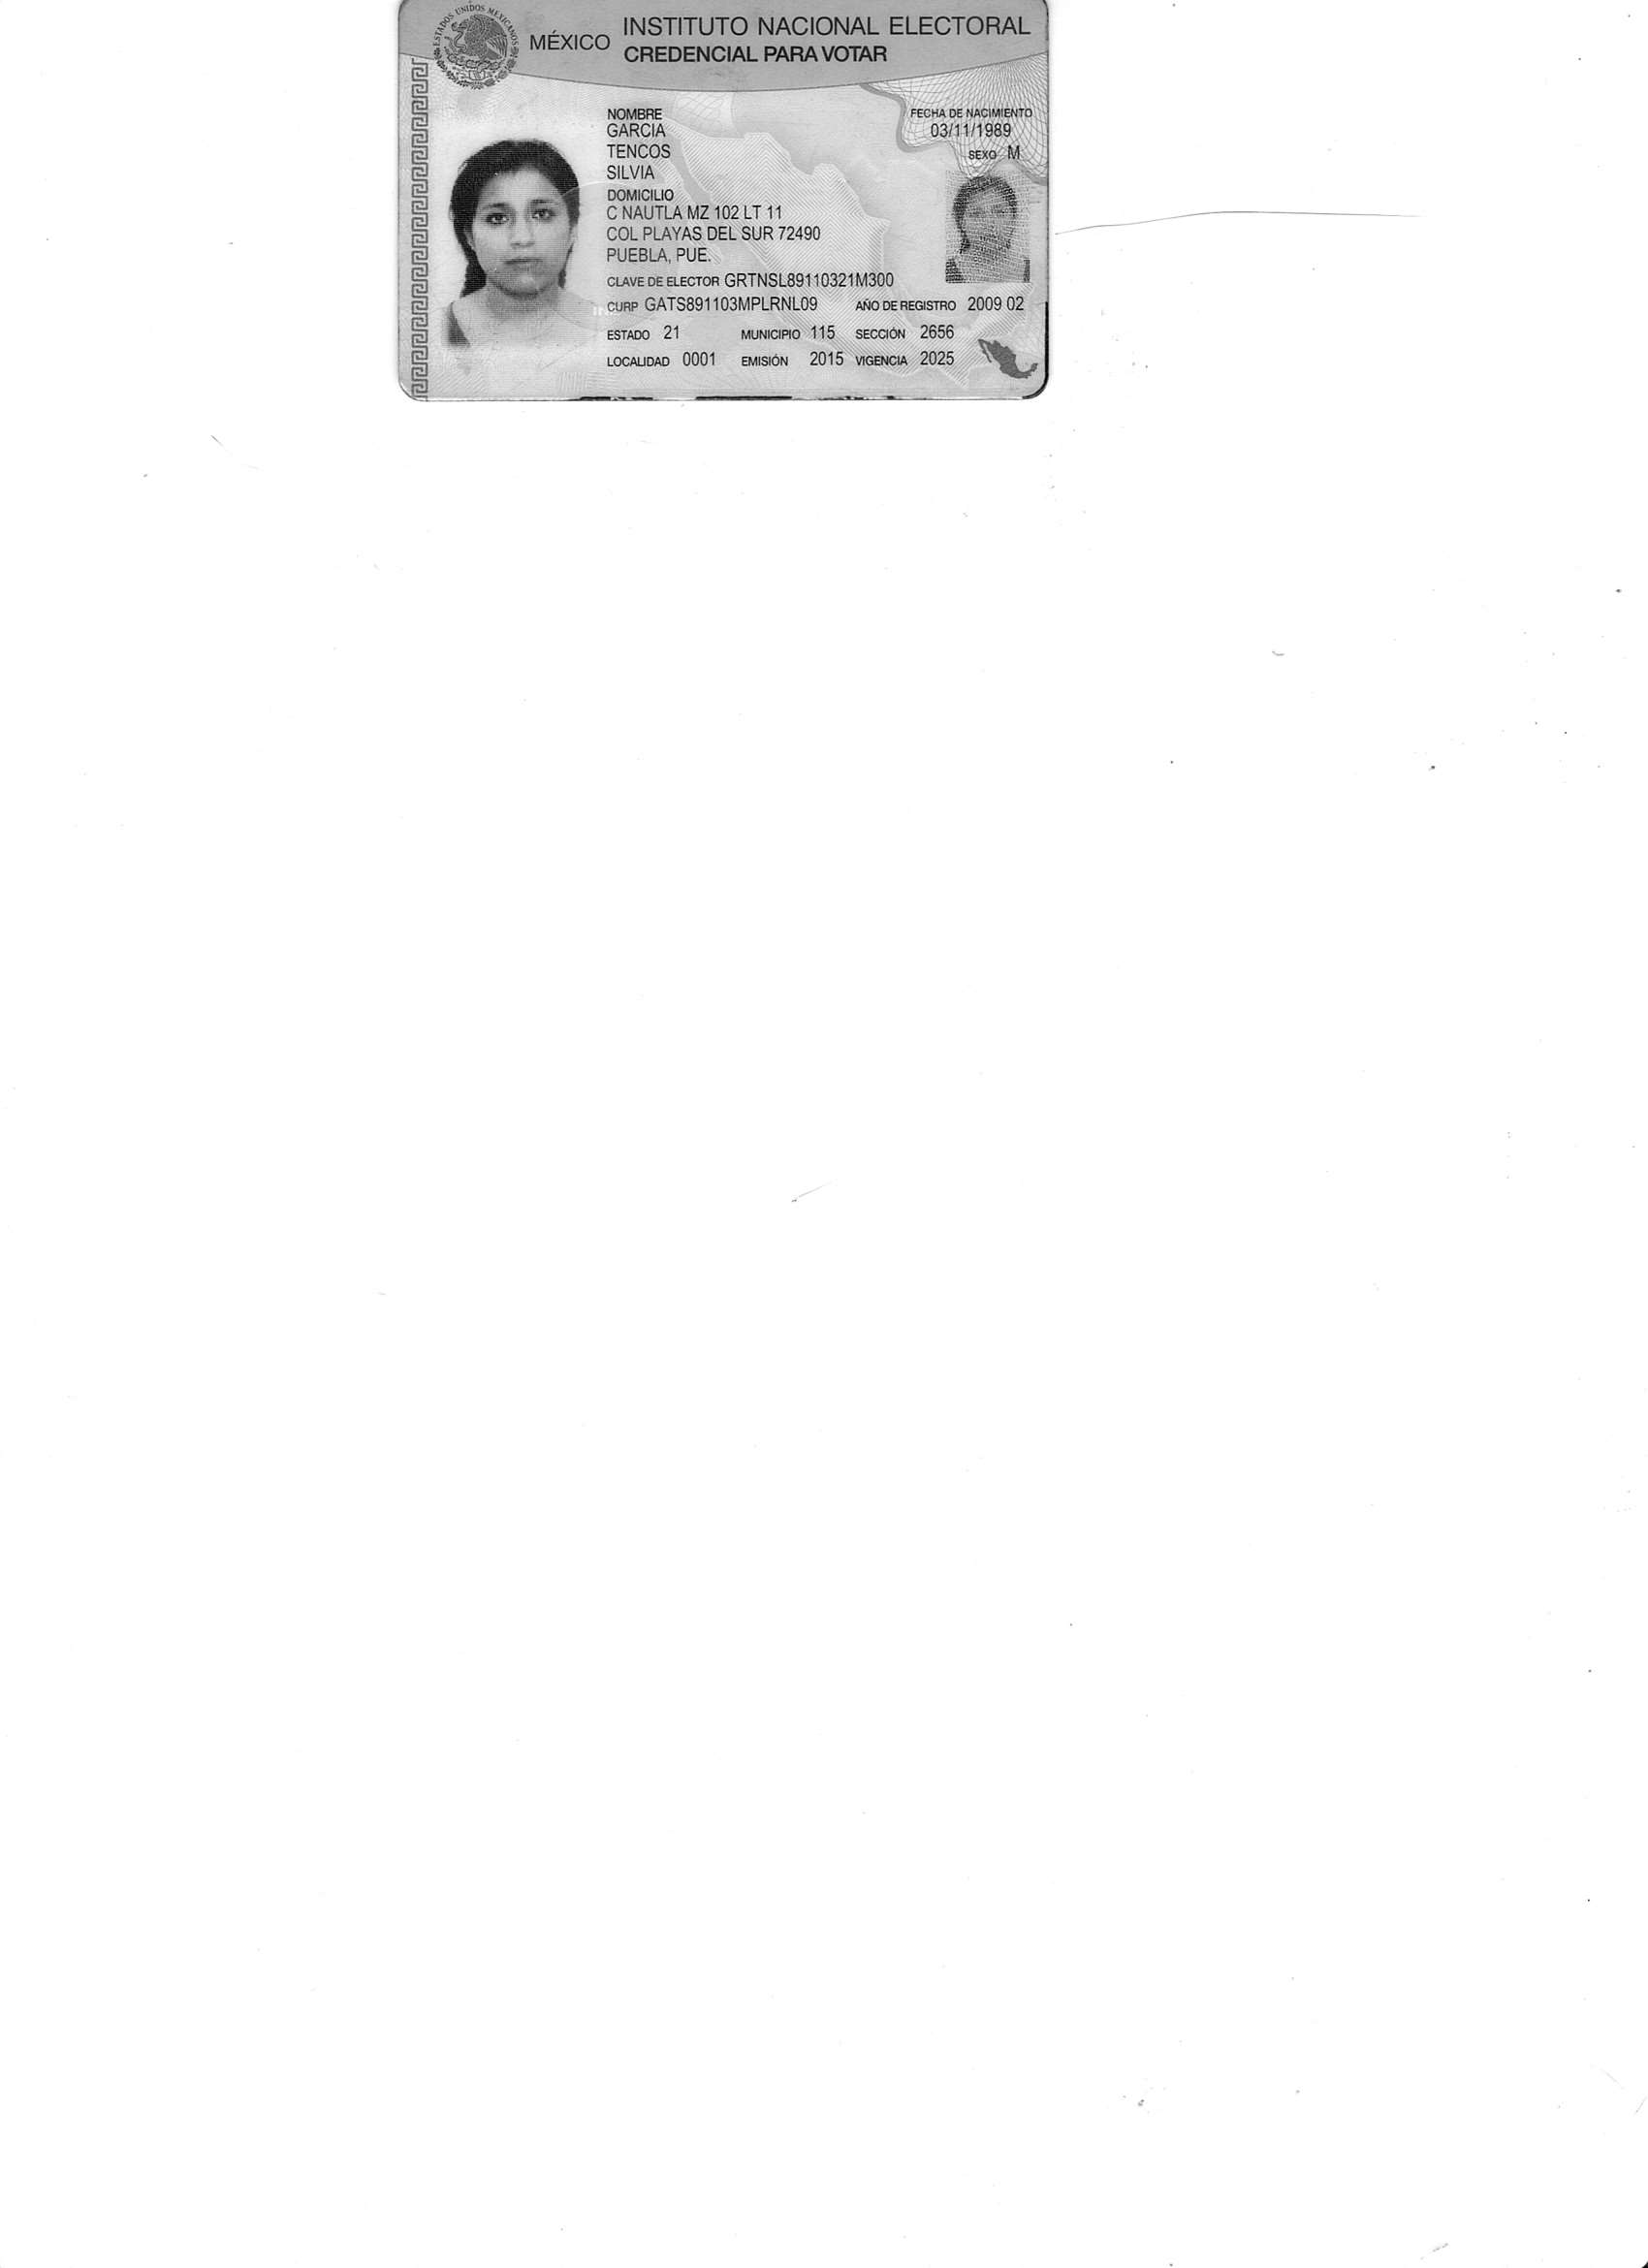 ESTADOS UNIDOS MEXICANOS
MÉXICO INSTITUTO NACIONAL ELECTORAL
CREDENCIAL PARA VOTAR
NOMBRE
GARCIA
TENCOS
SILVIA
FECHA DE NACIMIENTO
03/11/1989
SEXO M
DOMICILIO
C NAUTLA MZ 102 LT 11
COL PLAYAS DEL SUR 72490
PUEBLA, PUE.
CLAVE DE ELECTOR GRTNSL89110321M300
CURP GATS891103MPLRNL09 AÑO DE REGISTRO 2009 02
ESTADO 21 MUNICIPIO 115 SECCIÓN 2656
LOCALIDAD 0001 EMISIÓN 2015 VIGENCIA 2025